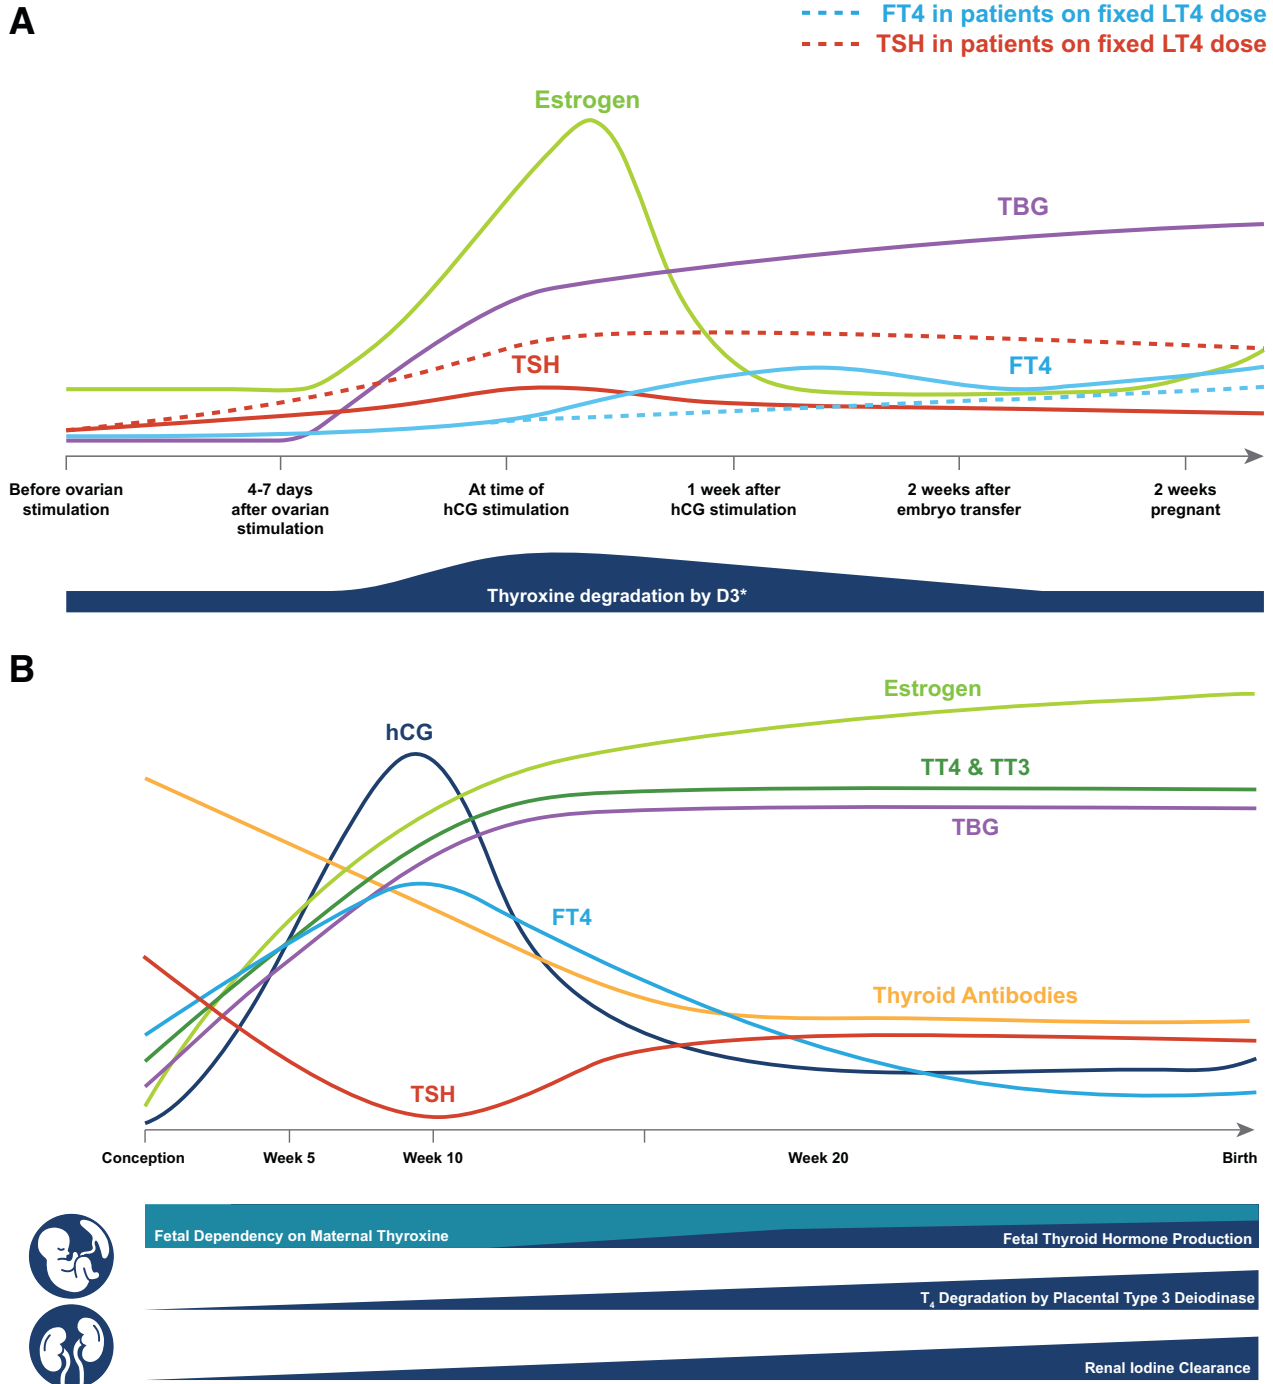 A
FT4 in patients on fixed LT4 dose
TSH in patients on fixed LT4 dose
Estrogen
TBG
TSH
FT4
Before ovarian
stimulation
4-7 days
after ovarian
stimulation
At time of
hCG stimulation
1 week after
hCG stimulation
2 weeks after
embryo transfer
2 weeks
pregnant
Thyroxine degradation by D3*
B
Estrogen
hCG
TT4 & TT3
TBG
FT4
Thyroid Antibodies
TSH
Conception
Week 5
Week 10
Week 20
Birth
Fetal Dependency on Maternal Thyroxine
Fetal Thyroid Hormone Production
T₄ Degradation by Placental Type 3 Deiodinase
Renal Iodine Clearance